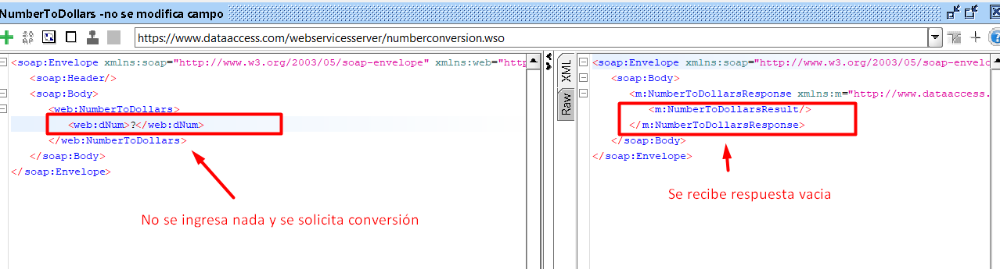 NumberToDollars -no se modifica campo
https://www.dataaccess.com/webservicesserver/numberconversion.wso
<soap:Envelope xmlns:soap="http://www.w3.org/2003/05/soap-envelope" xmlns:web="http
<soap:Header/>
<soap:Body>
<web:NumberToDollars>
<web:dNum>?</web:dNum>
</web:NumberToDollars>
</soap:Body>
</soap:Envelope>
No se ingresa nada y se solicita conversión
XML
Raw
<soap:Envelope xmlns:soap="http://www.w3.org/2003/05/soap-envelo
<soap:Body>
<m:NumberToDollarsResponse xmlns:m="http://www.dataaccess.
<m:NumberToDollarsResult/>
</m:NumberToDollarsResponse>
</soap:Body>
</soap:Envelope>
Se recibe respuesta vacia